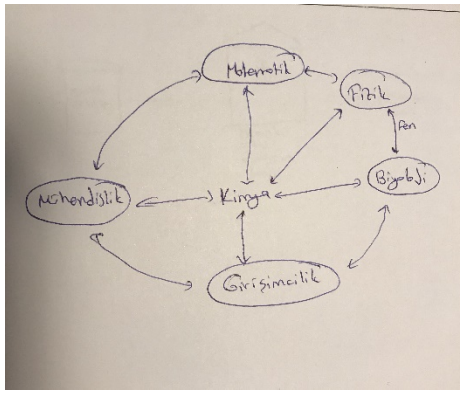 Matematik
Fizik
Fen
Biyoloji
Mühendislik
Kimya
Girişimcilik